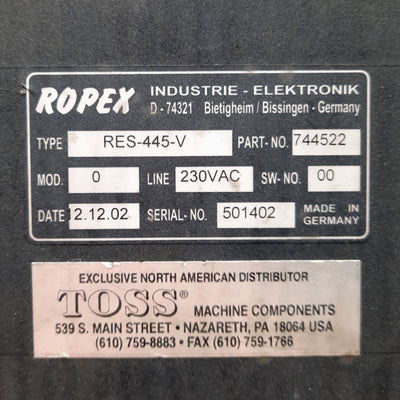 ROPEX INDUSTRIE - ELEKTRONIK
D - 74321 Bietigheim / Bissingen - Germany
TYPE RES-445-V PART-NO. 744522
MOD. 0 LINE 230VAC SW-NO. 00
DATE 12.12.02 SERIAL-NO. 501402 MADE IN GERMANY
EXCLUSIVE NORTH AMERICAN DISTRIBUTOR
TOSS® MACHINE COMPONENTS
539 S. MAIN STREET • NAZARETH, PA 18064 USA
(610) 759-8883 • FAX (610) 759-1766